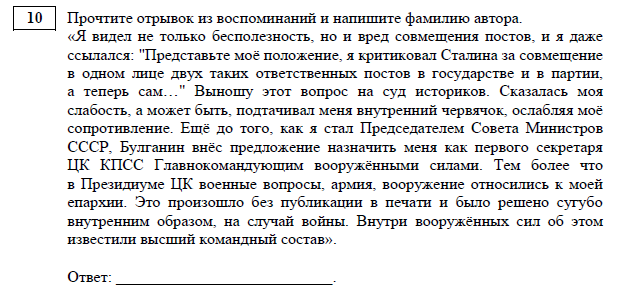 10 Прочтите отрывок из воспоминаний и напишите фамилию автора.
«Я видел не только бесполезность, но и вред совмещения постов, и я даже
ссылался: "Представьте моё положение, я критиковал Сталина за совмещение
в одном лице двух таких ответственных постов в государстве и в партии,
а теперь сам…" Выношу этот вопрос на суд историков. Сказалась моя
слабость, а может быть, подтачивал меня внутренний червячок, ослабляя моё
сопротивление. Ещё до того, как я стал Председателем Совета Министров
СССР, Булганин внёс предложение назначить меня как первого секретаря
ЦК КПСС Главнокомандующим вооружёнными силами. Тем более что
в Президиуме ЦК военные вопросы, армия, вооружение относились к моей
епархии. Это произошло без публикации в печати и было решено сугубо
внутренним образом, на случай войны. Внутри вооружённых сил об этом
известили высший командный состав».
Ответ: ___________________________.